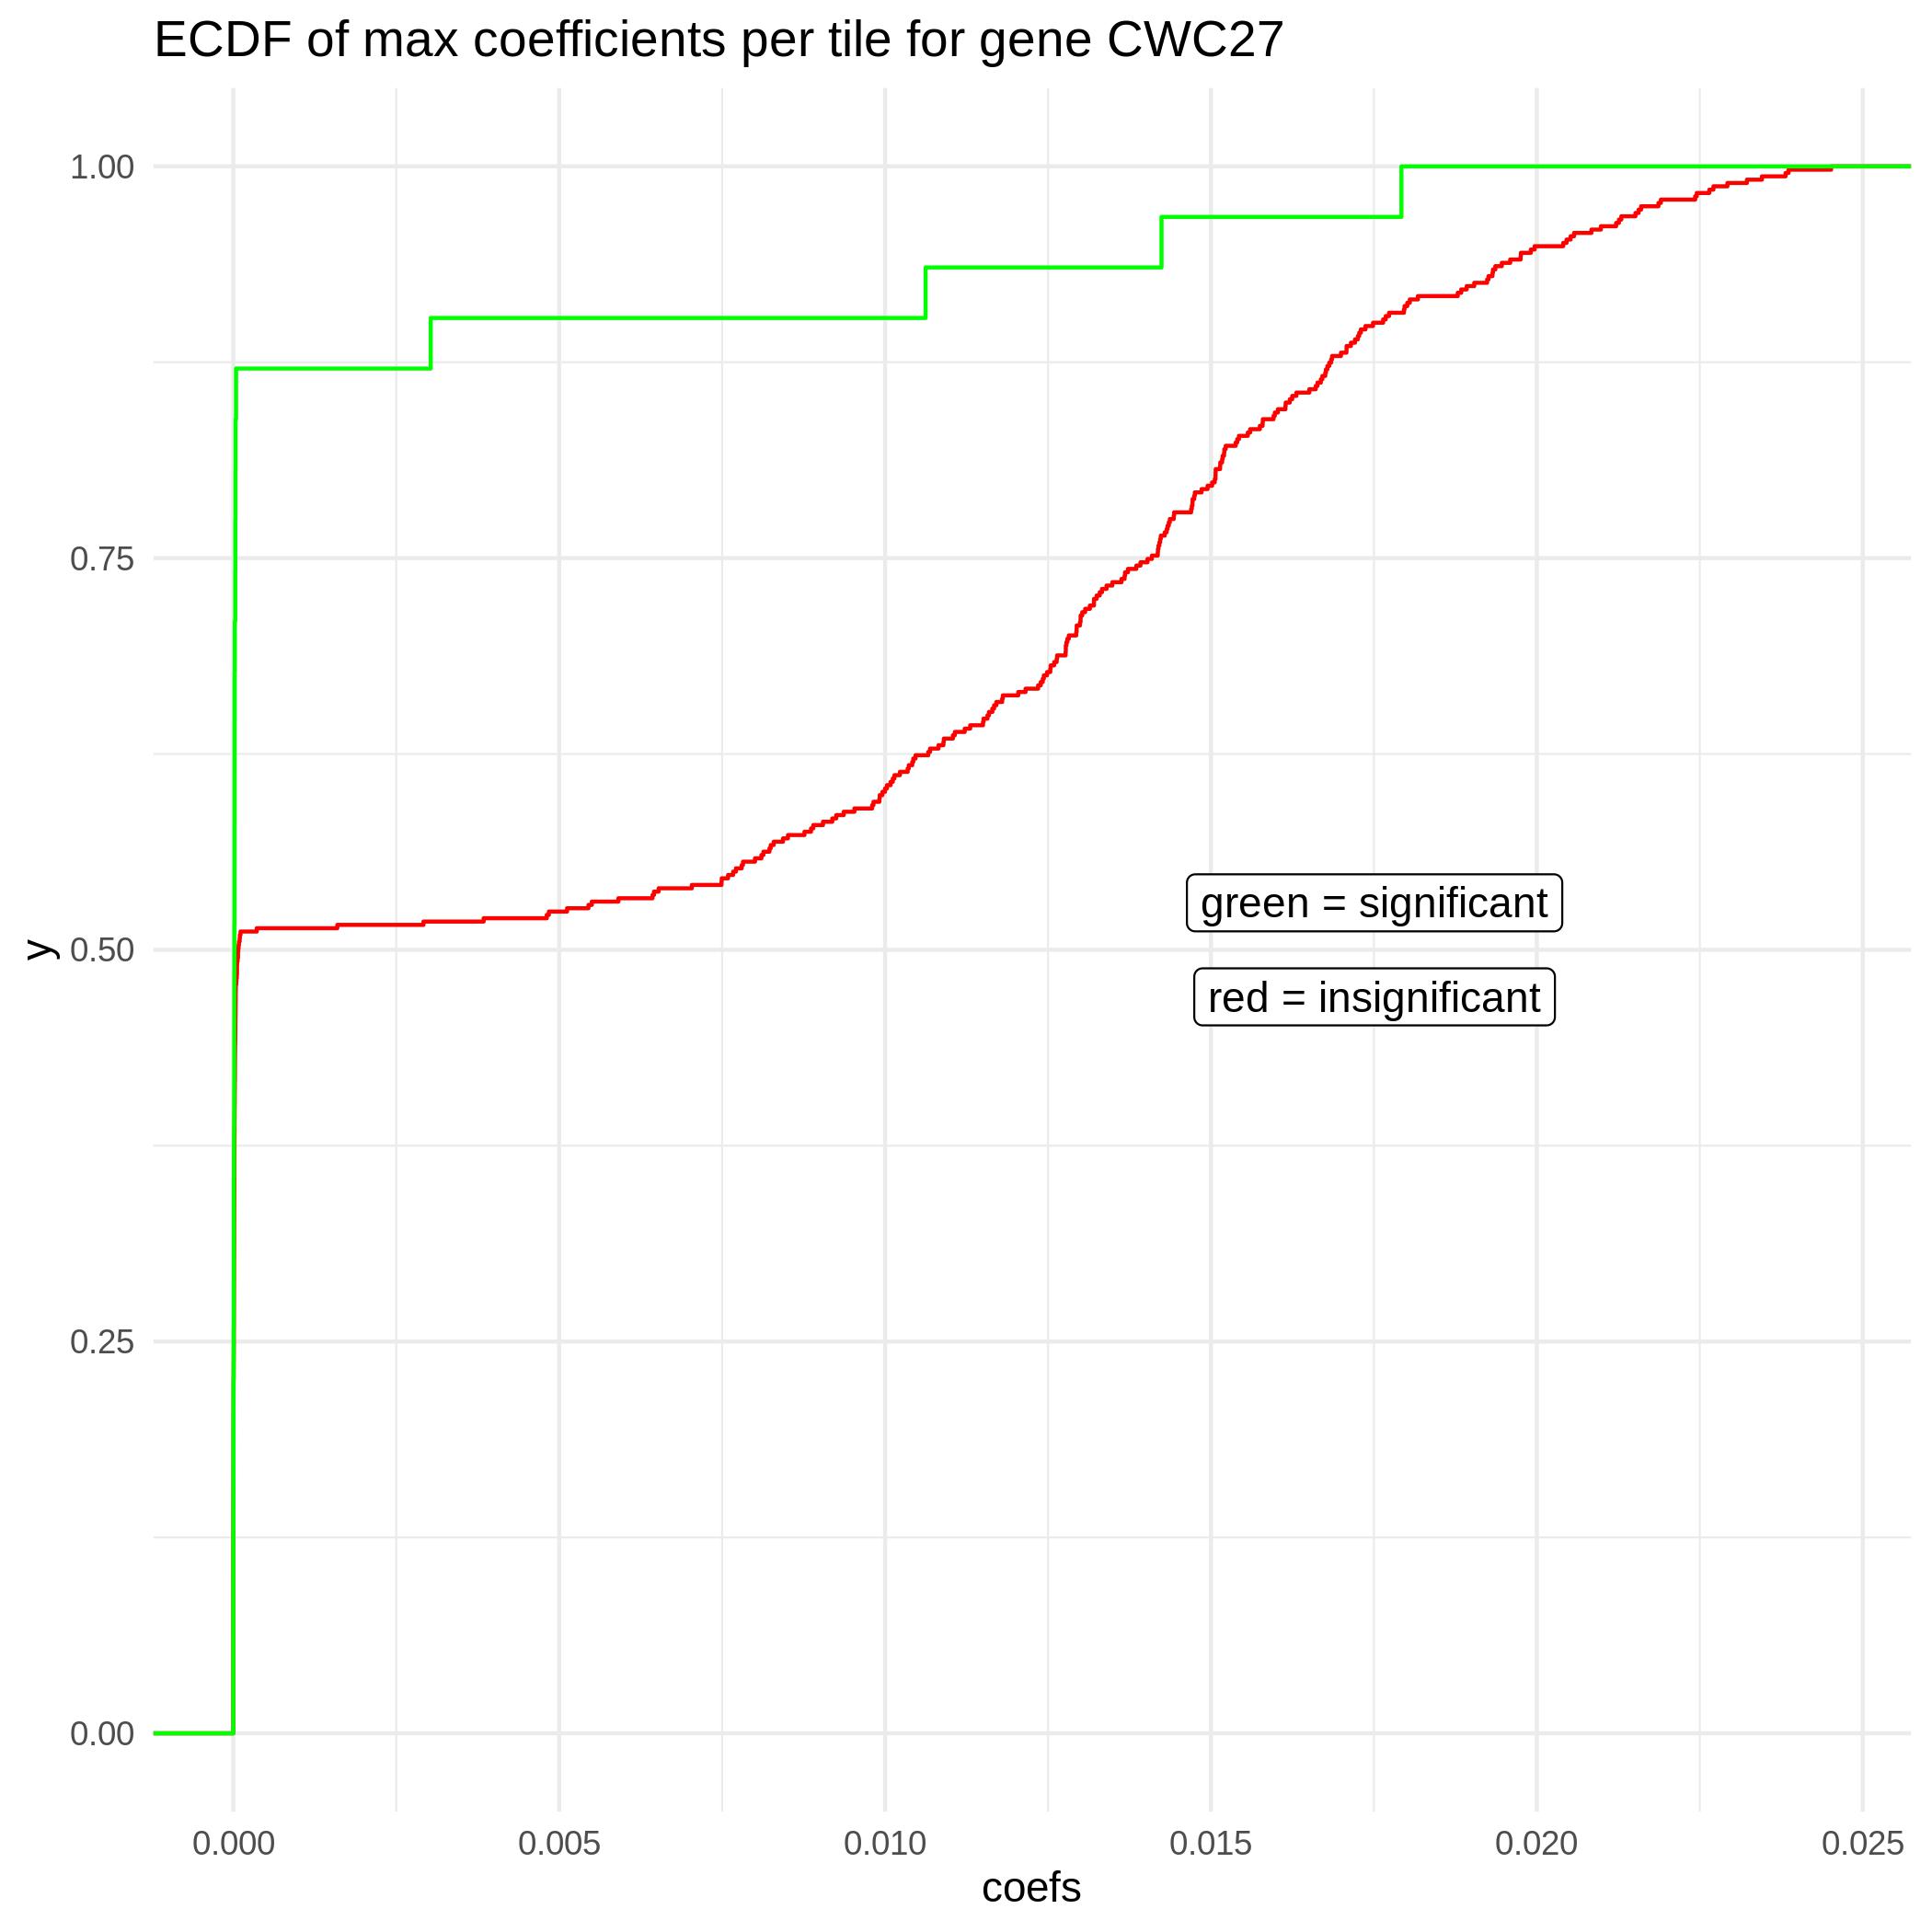 ECDF of max coefficients per tile for gene CWC27
1.00
0.75
0.50
0.25
0.00
y
green = significant
red = insignificant
0.000 0.005 0.010 0.015 0.020 0.025
coefs